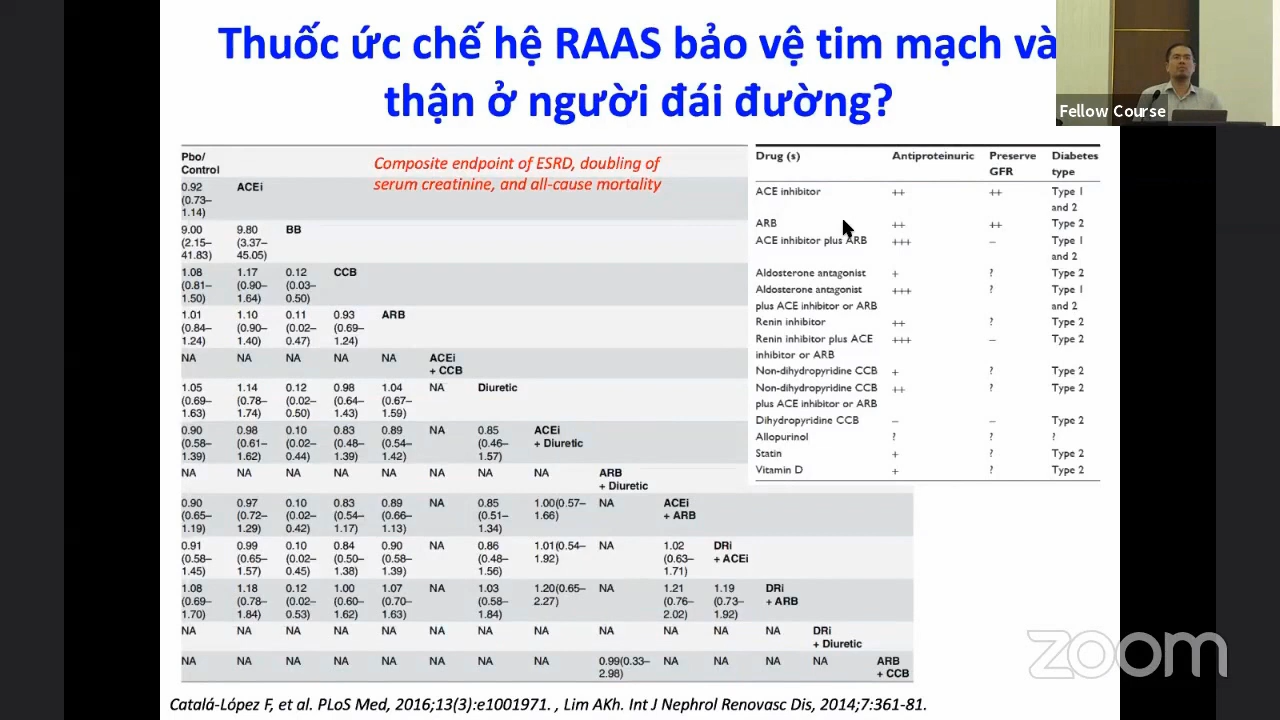 Thuốc ức chế hệ RAAS bảo vệ tim mạch và
thận ở người đái đường?
Fellow Course
Composite endpoint of ESRD, doubling of
serum creatinine, and all-cause mortality
Pbo/
Control
0.92 ACEi
(0.73–
1.14)
9.00 9.80 BB
(2.15– (3.37–
41.83) 45.05)
1.08 1.17 0.12 CCB
(0.81– (0.90– (0.03–
1.50) 1.64) 0.50)
1.01 1.10 0.11 0.93 ARB
(0.84– (0.90– (0.02– (0.69–
1.24) 1.40) 0.47) 1.24)
NA NA NA NA NA ACEi
+ CCB
1.05 1.14 0.12 0.98 1.04 NA Diuretic
(0.69– (0.78– (0.02– (0.64– (0.67–
1.63) 1.74) 0.50) 1.43) 1.59)
0.90 0.98 0.10 0.83 0.89 NA 0.85 ACEi
(0.58– (0.61– (0.02– (0.48– (0.54– (0.46– + Diuretic
1.39) 1.62) 0.44) 1.39) 1.42) 1.57)
NA NA NA NA NA NA NA NA ARB
+ Diuretic
0.90 0.97 0.10 0.83 0.89 NA 0.85 1.00(0.57– NA ACEi
(0.65– (0.72– (0.02– (0.54– (0.66– (0.51– 1.66) + ARB
1.19) 1.29) 0.42) 1.17) 1.13) 1.34)
0.91 0.99 0.10 0.84 0.90 NA 0.86 1.01(0.54– NA 1.02 DRi
(0.58– (0.65– (0.02– (0.50– (0.58– (0.48– 1.92) (0.63– + ACEi
1.45) 1.57) 0.45) 1.38) 1.39) 1.56) 1.71)
1.08 1.18 0.12 1.00 1.07 NA 1.03 1.20(0.65– NA 1.21 1.19 DRi
(0.69– (0.78– (0.02– (0.60– (0.70– (0.58– 2.27) (0.76– (0.73– + ARB
1.70) 1.84) 0.53) 1.62) 1.63) 1.84) 2.02) 1.92)
NA NA NA NA NA NA NA NA NA NA NA NA DRi
+ Diuretic
NA NA NA NA NA NA NA NA 0.99(0.33– NA NA NA NA ARB
2.98) + CCB
Drug (s) Antiproteinuric Preserve Diabetes
GFR type
ACE inhibitor ++ ++ Type 1
and 2
ARB ++ ++ Type 2
ACE inhibitor plus ARB +++ – Type 1
and 2
Aldosterone antagonist + ? Type 2
Aldosterone antagonist +++ ? Type 1
plus ACE inhibitor or ARB and 2
Renin inhibitor ++ ? Type 2
Renin inhibitor plus ACE +++ – Type 2
inhibitor or ARB
Non-dihydropyridine CCB + ? Type 2
Non-dihydropyridine CCB ++ ? Type 2
plus ACE inhibitor or ARB
Dihydropyridine CCB – – Type 2
Allopurinol ? ? ?
Statin + ? Type 2
Vitamin D + ? Type 2
zoom
Catalá-López F, et al. PLoS Med, 2016;13(3):e1001971. , Lim AKh. Int J Nephrol Renovasc Dis, 2014;7:361-81.